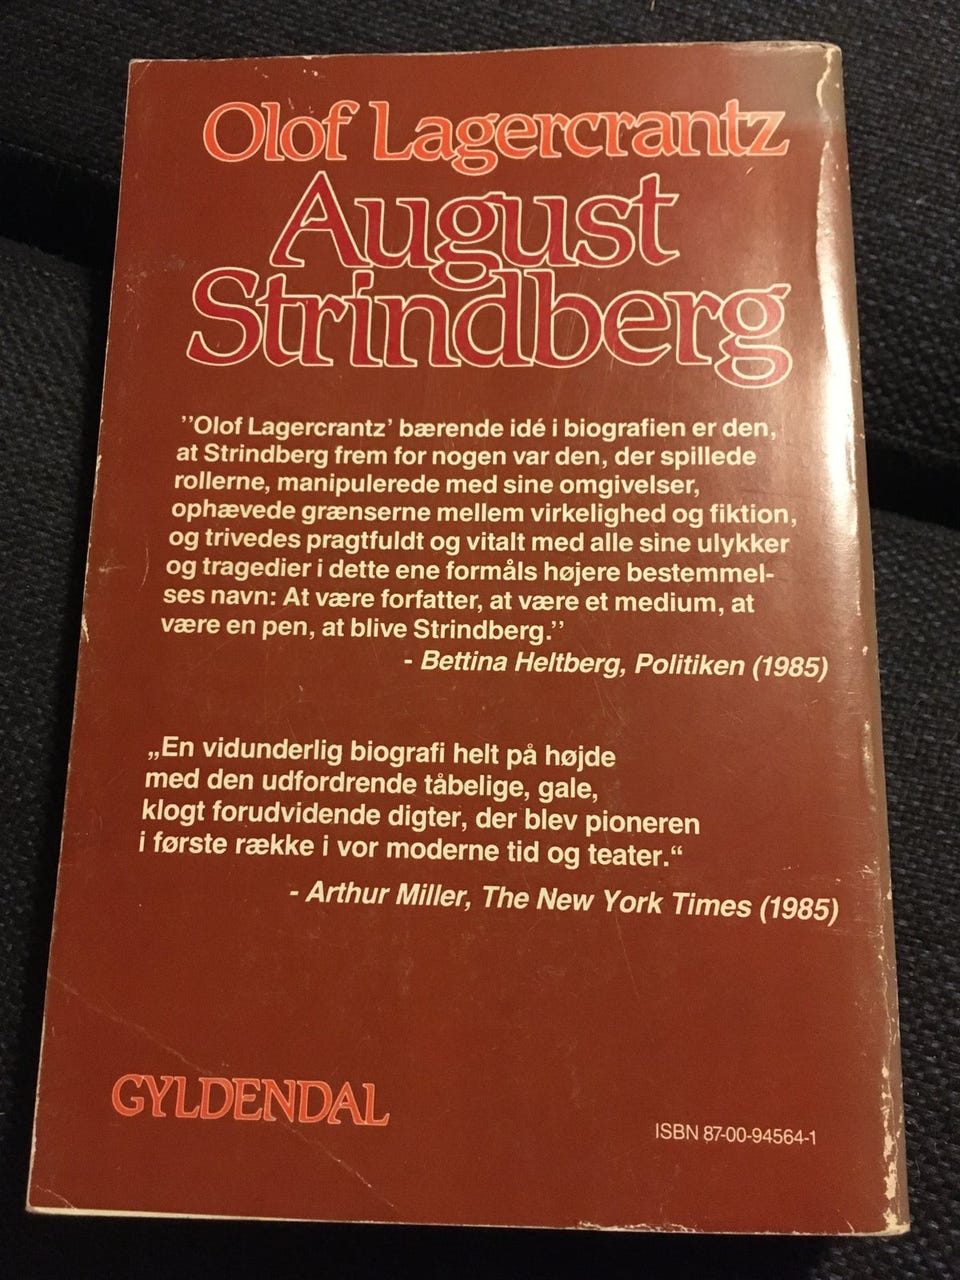 Olof Lagercrantz
August
Strindberg
’’Olof Lagercrantz’ bærende idé i biografien er den,
at Strindberg frem for nogen var den, der spillede
rollerne, manipulerede med sine omgivelser,
ophævede grænserne mellem virkelighed og fiktion,
og trivedes pragtfuldt og vitalt med alle sine ulykker
og tragedier i dette ene formåls højere bestemmel-
ses navn: At være forfatter, at være et medium, at
være en pen, at blive Strindberg.’’
- Bettina Heltberg, Politiken (1985)
„En vidunderlig biografi helt på højde
med den udfordrende tåbelige, gale,
klogt forudvidende digter, der blev pioneren
i første række i vor moderne tid og teater.“
- Arthur Miller, The New York Times (1985)
GYLDENDAL
ISBN 87-00-94564-1